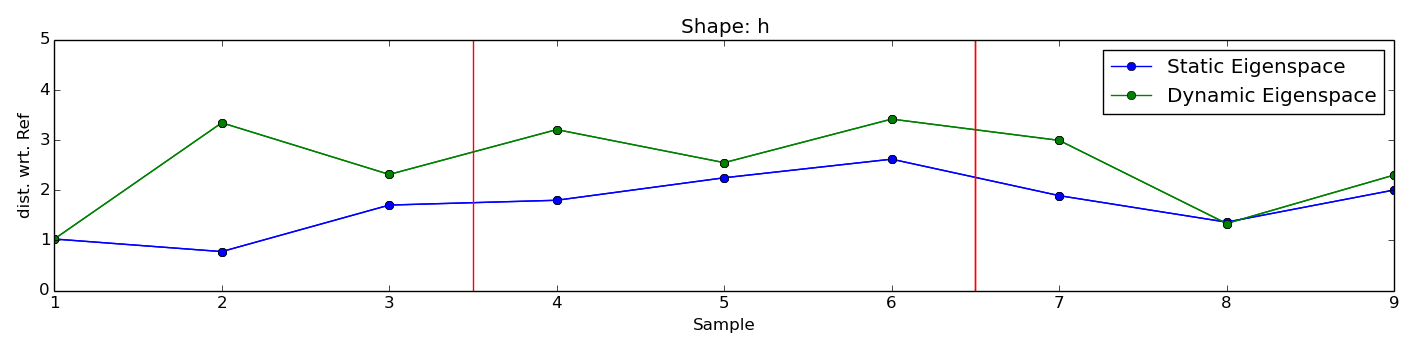 Shape: h
5
4
3
2
1
0
dist. wrt. Ref
Static Eigenspace
Dynamic Eigenspace
1 2 3 4 5 6 7 8 9
Sample